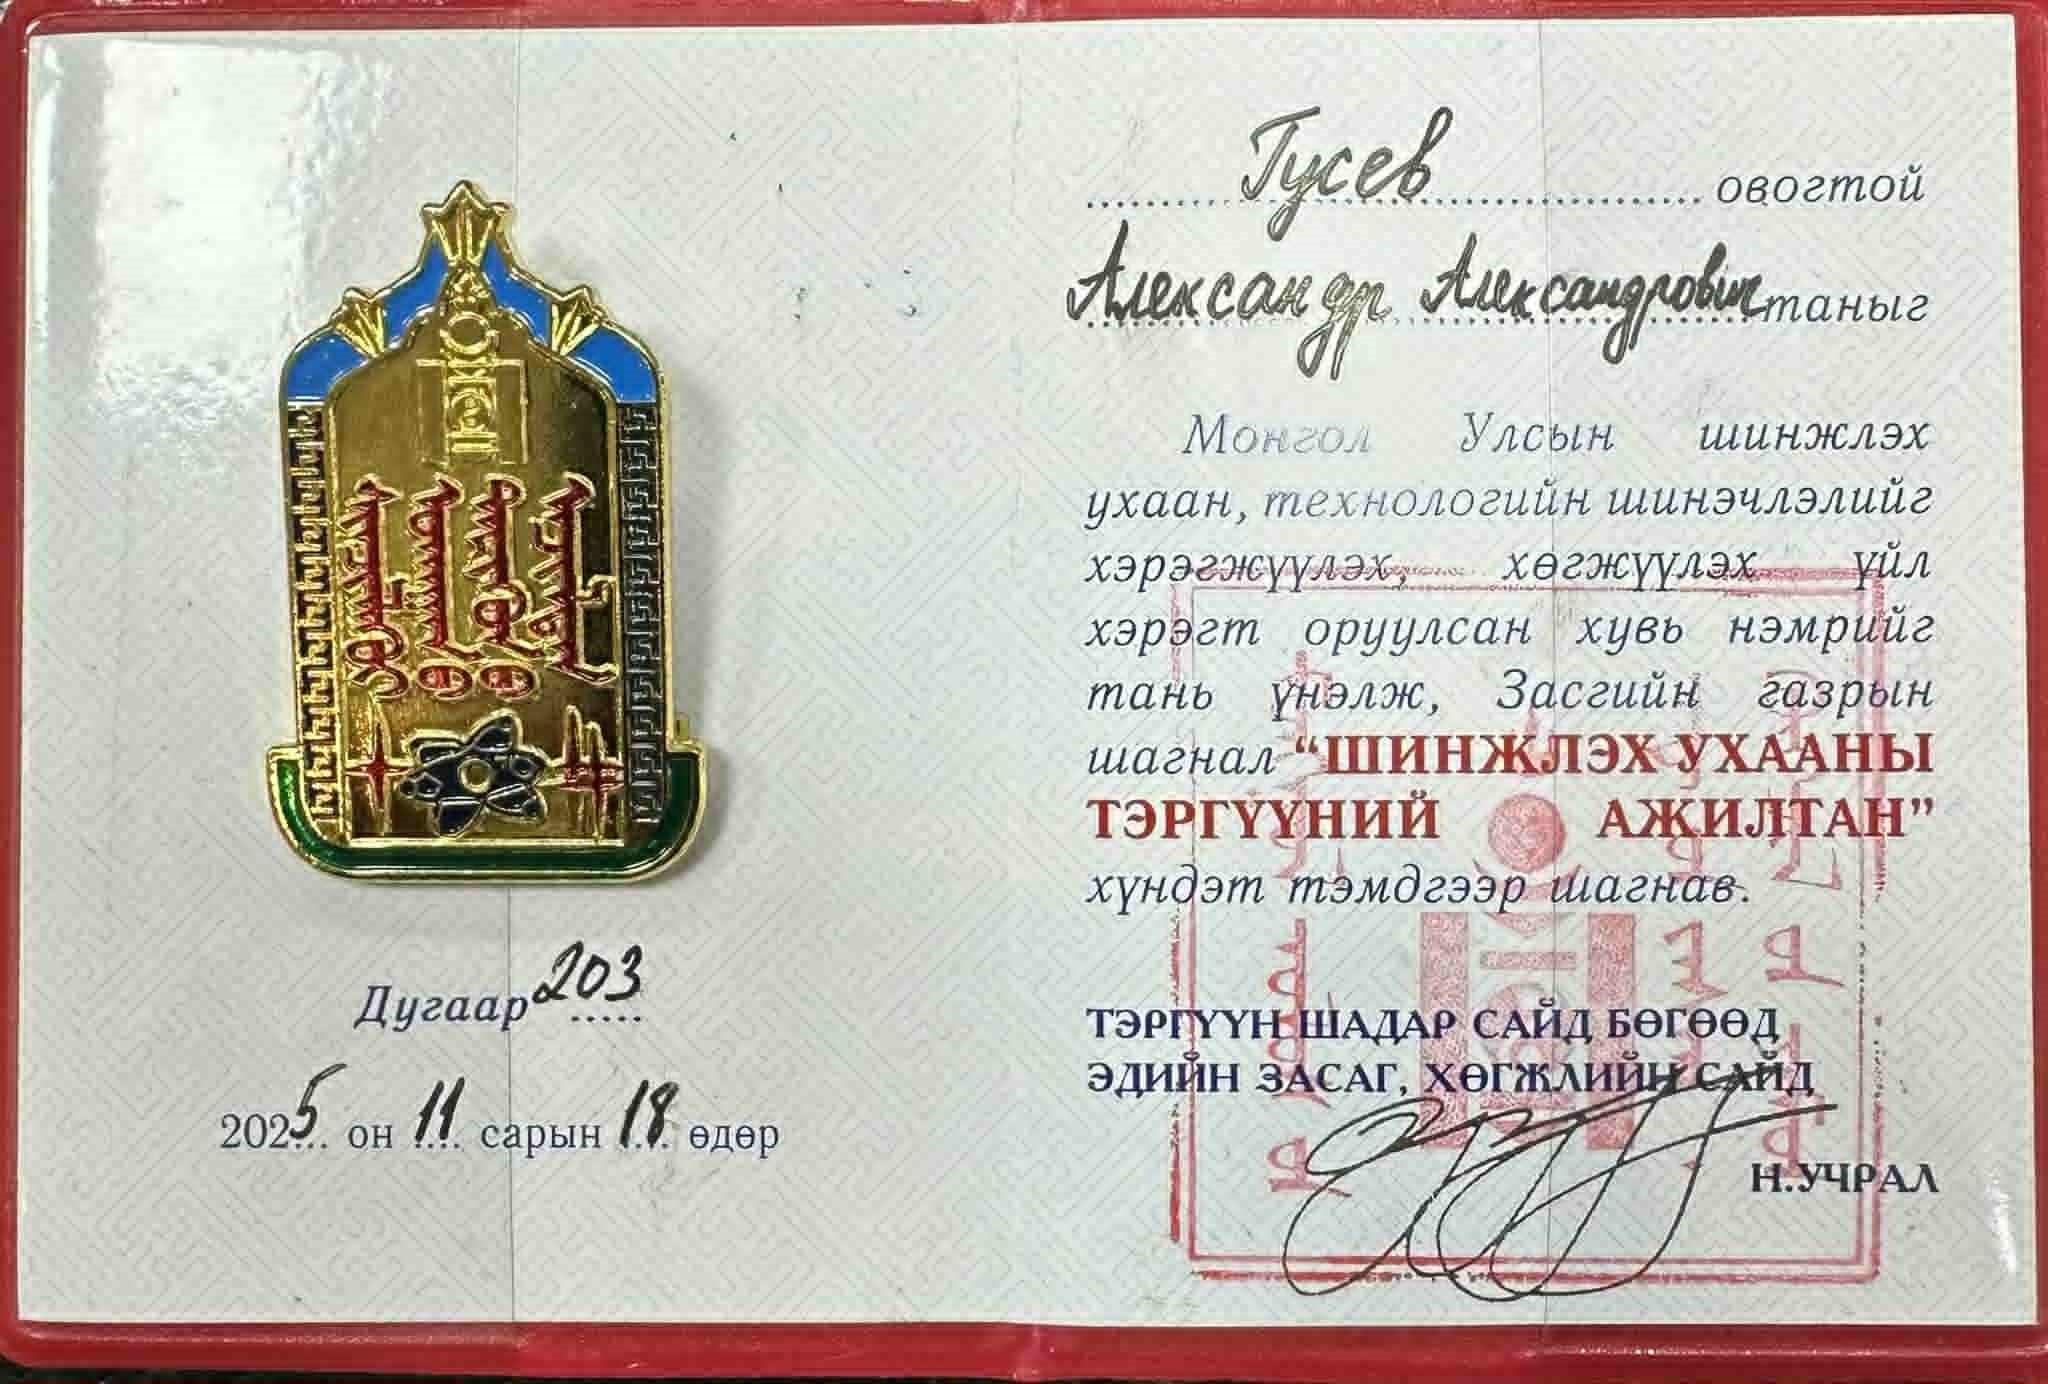 Дугаар 203
2025 он 11 сарын 18 өдөр
Гусев овогтой
Александр Александрович таныг
Монгол Улсын шинжлэх
ухаан, технологийн шинэчлэлийг
хэрэгжүүлэх, хөгжүүлэх үйл
хэрэгт оруулсан хувь нэмрийг
тань үнэлж, Засгийн газрын
шагнал “ШИНЖЛЭХ УХААНЫ
ТЭРГҮҮНИЙ АЖИЛТАН”
хүндэт тэмдгээр шагнав.
ТЭРГҮҮН ШАДАР САЙД БӨГӨӨД
ЭДИЙН ЗАСАГ, ХӨГЖЛИЙН САЙД
Н.УЧРАЛ